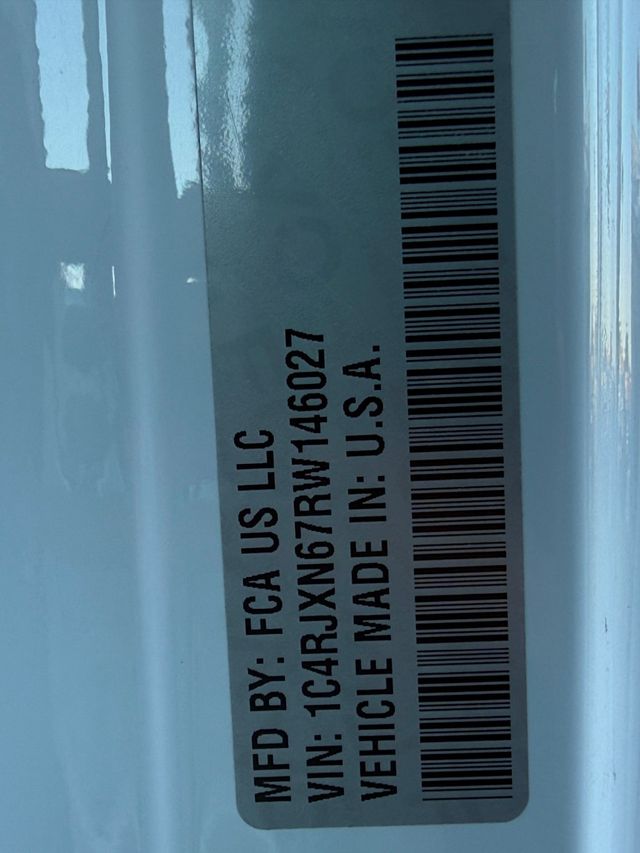 MFD BY: FCA US LLC
VIN: 1C4RJXN67RW146027
VEHICLE MADE IN: U.S.A.